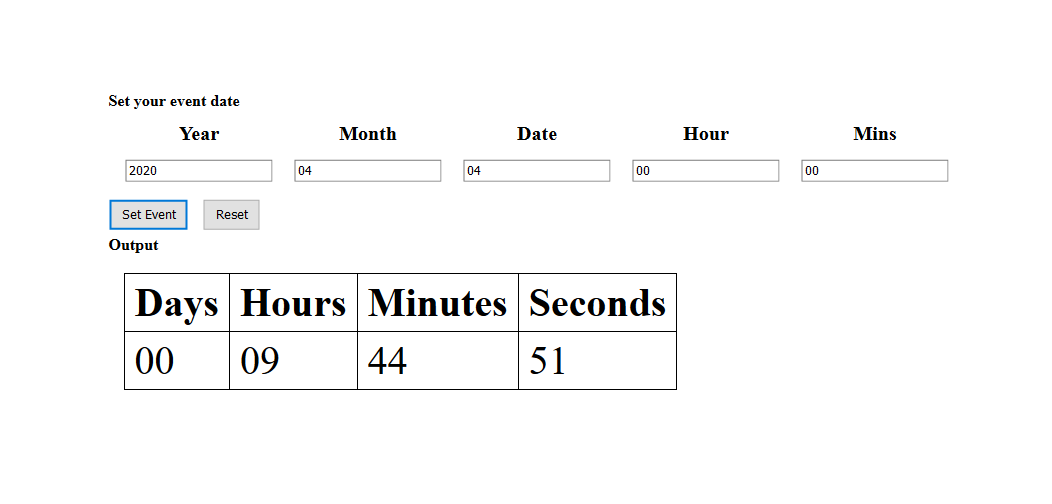 Set your event date
Year Month Date Hour Mins
2020 04 04 00 00
Set Event Reset
Output
Days Hours Minutes Seconds
00 09 44 51